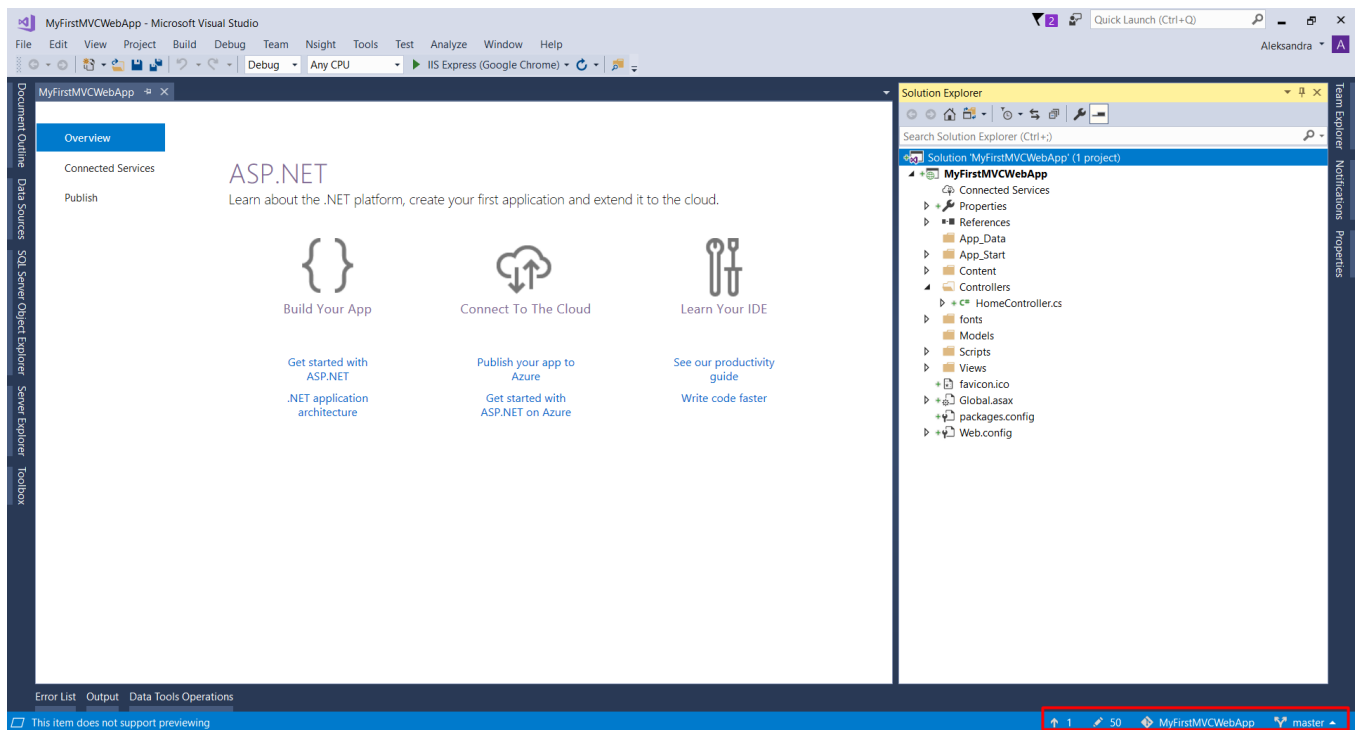 MyFirstMVCWebApp - Microsoft Visual Studio
2
Quick Launch (Ctrl+Q)
File Edit View Project Build Debug Team Nsight Tools Test Analyze Window Help
Aleksandra A
Debug Any CPU IIS Express (Google Chrome)
MyFirstMVCWebApp
Document Outline
Data Sources
SQL Server Object Explorer
Server Explorer
Toolbox
Overview
Connected Services
Publish
ASP.NET
Learn about the .NET platform, create your first application and extend it to the cloud.
Build Your App
Get started with
ASP.NET
.NET application
architecture
Connect To The Cloud
Publish your app to
Azure
Get started with
ASP.NET on Azure
Learn Your IDE
See our productivity
guide
Write code faster
Solution Explorer
Search Solution Explorer (Ctrl+;)
Solution 'MyFirstMVCWebApp' (1 project)
MyFirstMVCWebApp
Connected Services
Properties
References
App_Data
App_Start
Content
Controllers
C# HomeController.cs
fonts
Models
Scripts
Views
favicon.ico
Global.asax
packages.config
Web.config
Team Explorer
Notifications
Properties
Error List Output Data Tools Operations
This item does not support previewing
1 50 MyFirstMVCWebApp master